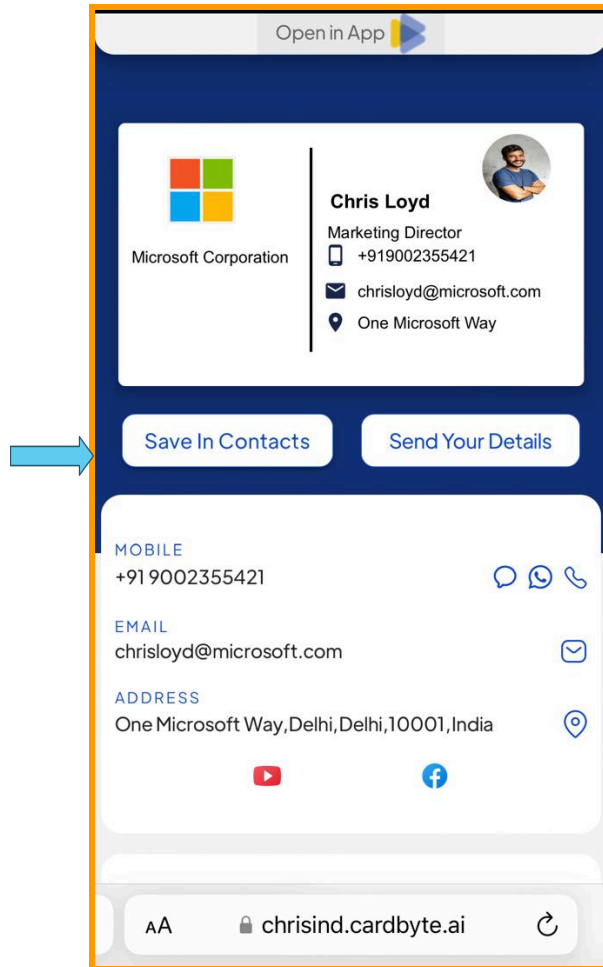 Open in App
Chris Loyd
Marketing Director
Microsoft Corporation
+919002355421
chrisloyd@microsoft.com
One Microsoft Way
Save In Contacts
Send Your Details
MOBILE
+91 9002355421
EMAIL
chrisloyd@microsoft.com
ADDRESS
One Microsoft Way,Delhi,Delhi,10001,India
AA
chrisind.cardbyte.ai